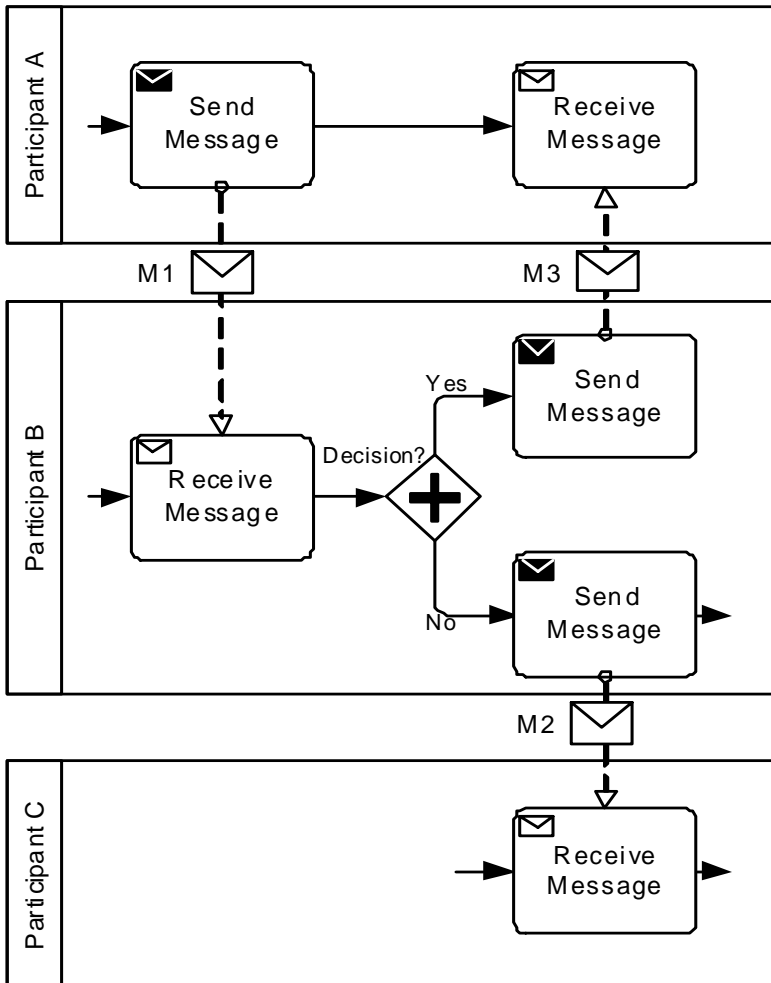 Participant A
Send
Message
Receive
Message
M1
M3
Participant B
Receive
Message
Decision?
Yes
No
Send
Message
Send
Message
M2
Participant C
Receive
Message